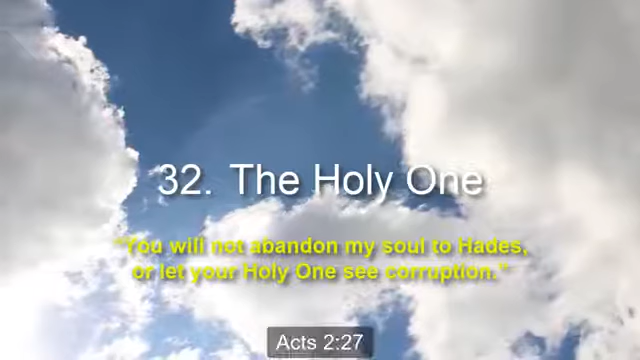 32. The Holy One
"You will not abandon my soul to Hades,
or let your Holy One see corruption."
Acts 2:27